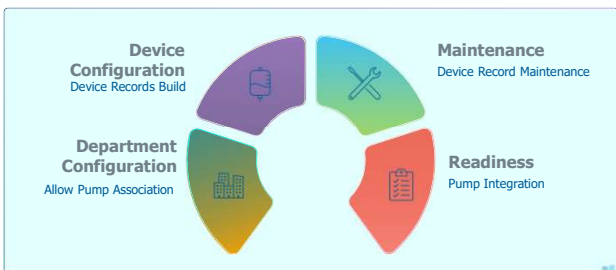 Device
Configuration
Device Records Build
Maintenance
Device Record Maintenance
Department
Configuration
Allow Pump Association
Readiness
Pump Integration